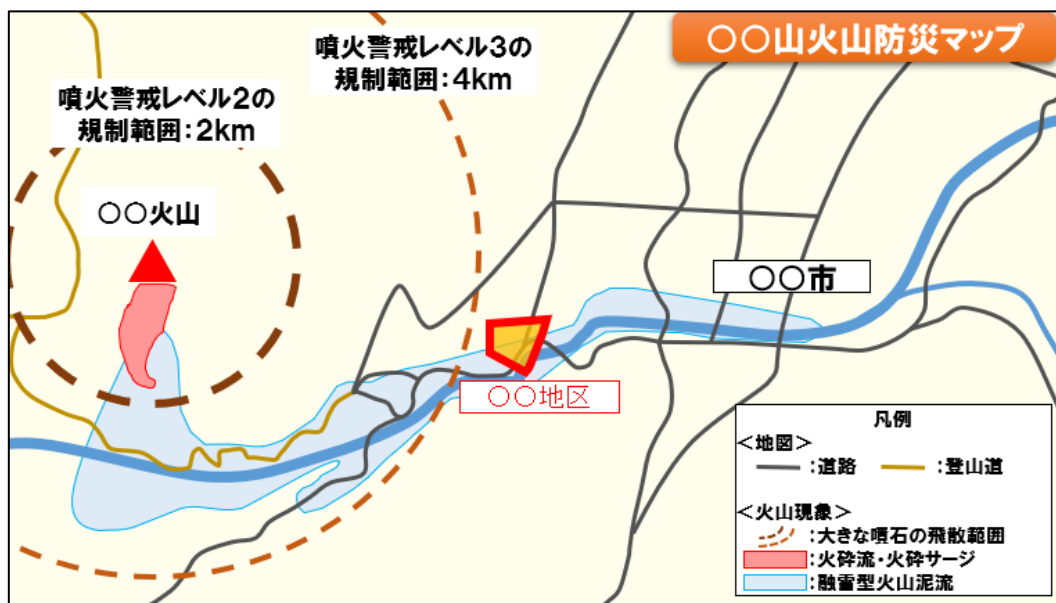 〇〇山火山防災マップ
噴火警戒レベル3の
規制範囲:4km
噴火警戒レベル2の
規制範囲:2km
〇〇火山
〇〇市
〇〇地区
凡例
<地図>
:道路
:登山道
<火山現象>
:大きな噴石の飛散範囲
:火砕流・火砕サージ
:融雪型火山泥流